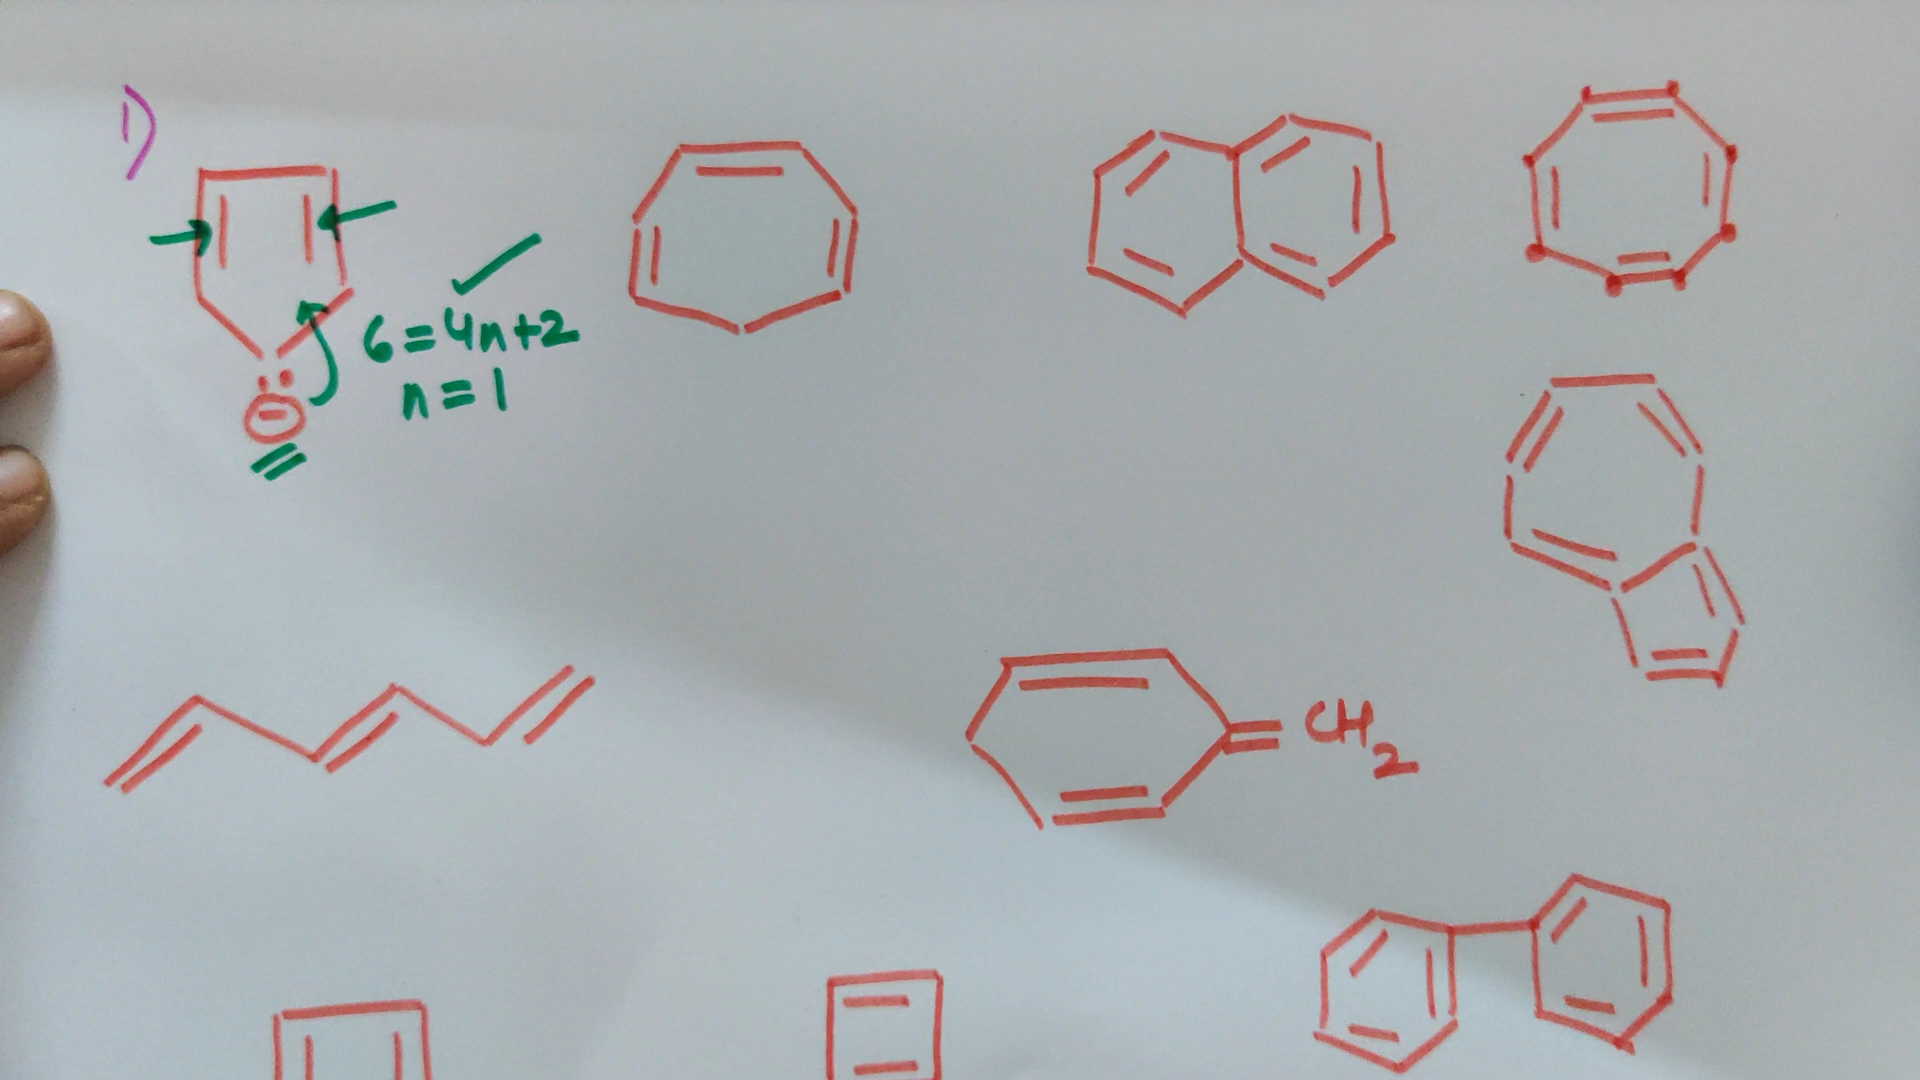 1)
⊖
6=4n+2
n=1
=CH2